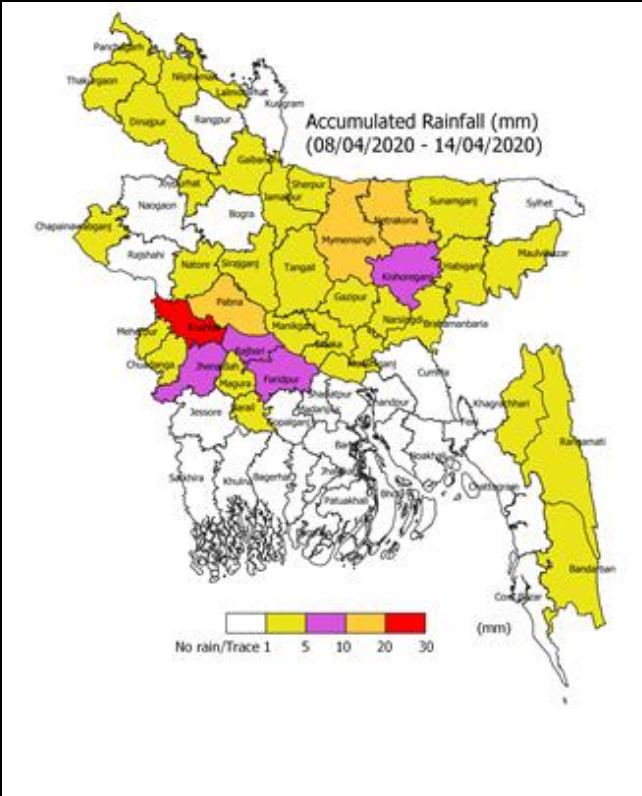 Panchagarh
Thakurgaon
Nilphamari
Lalmonirhat
Kurigram
Dinajpur
Rangpur
Accumulated Rainfall (mm)
(08/04/2020 - 14/04/2020)
Gaibandha
Joypurhat
Sherpur
Jamalpur
Naogaon
Bogra
Netrakona
Sunamganj
Sylhet
Chapainawabganj
Mymensingh
Rajshahi
Natore
Sirajganj
Tangail
Kishoreganj
Habiganj
Maulvibazar
Pabna
Gazipur
Narsingdi
Brahmanbaria
Kushtia
Manikganj
Dhaka
Meherpur
Rajbari
Chuadanga
Jhenaidah
Faridpur
Magura
Cumilla
Khagrachhari
Jessore
Narail
Gopalganj
Madaripur
Shariatpur
Chandpur
Feni
Rangamati
Noakhali
Satkhira
Khulna
Bagerhat
Patuakhali
Chattogram
Bandarban
Coxs Bazar
No rain/Trace 1 5 10 20 30
(mm)